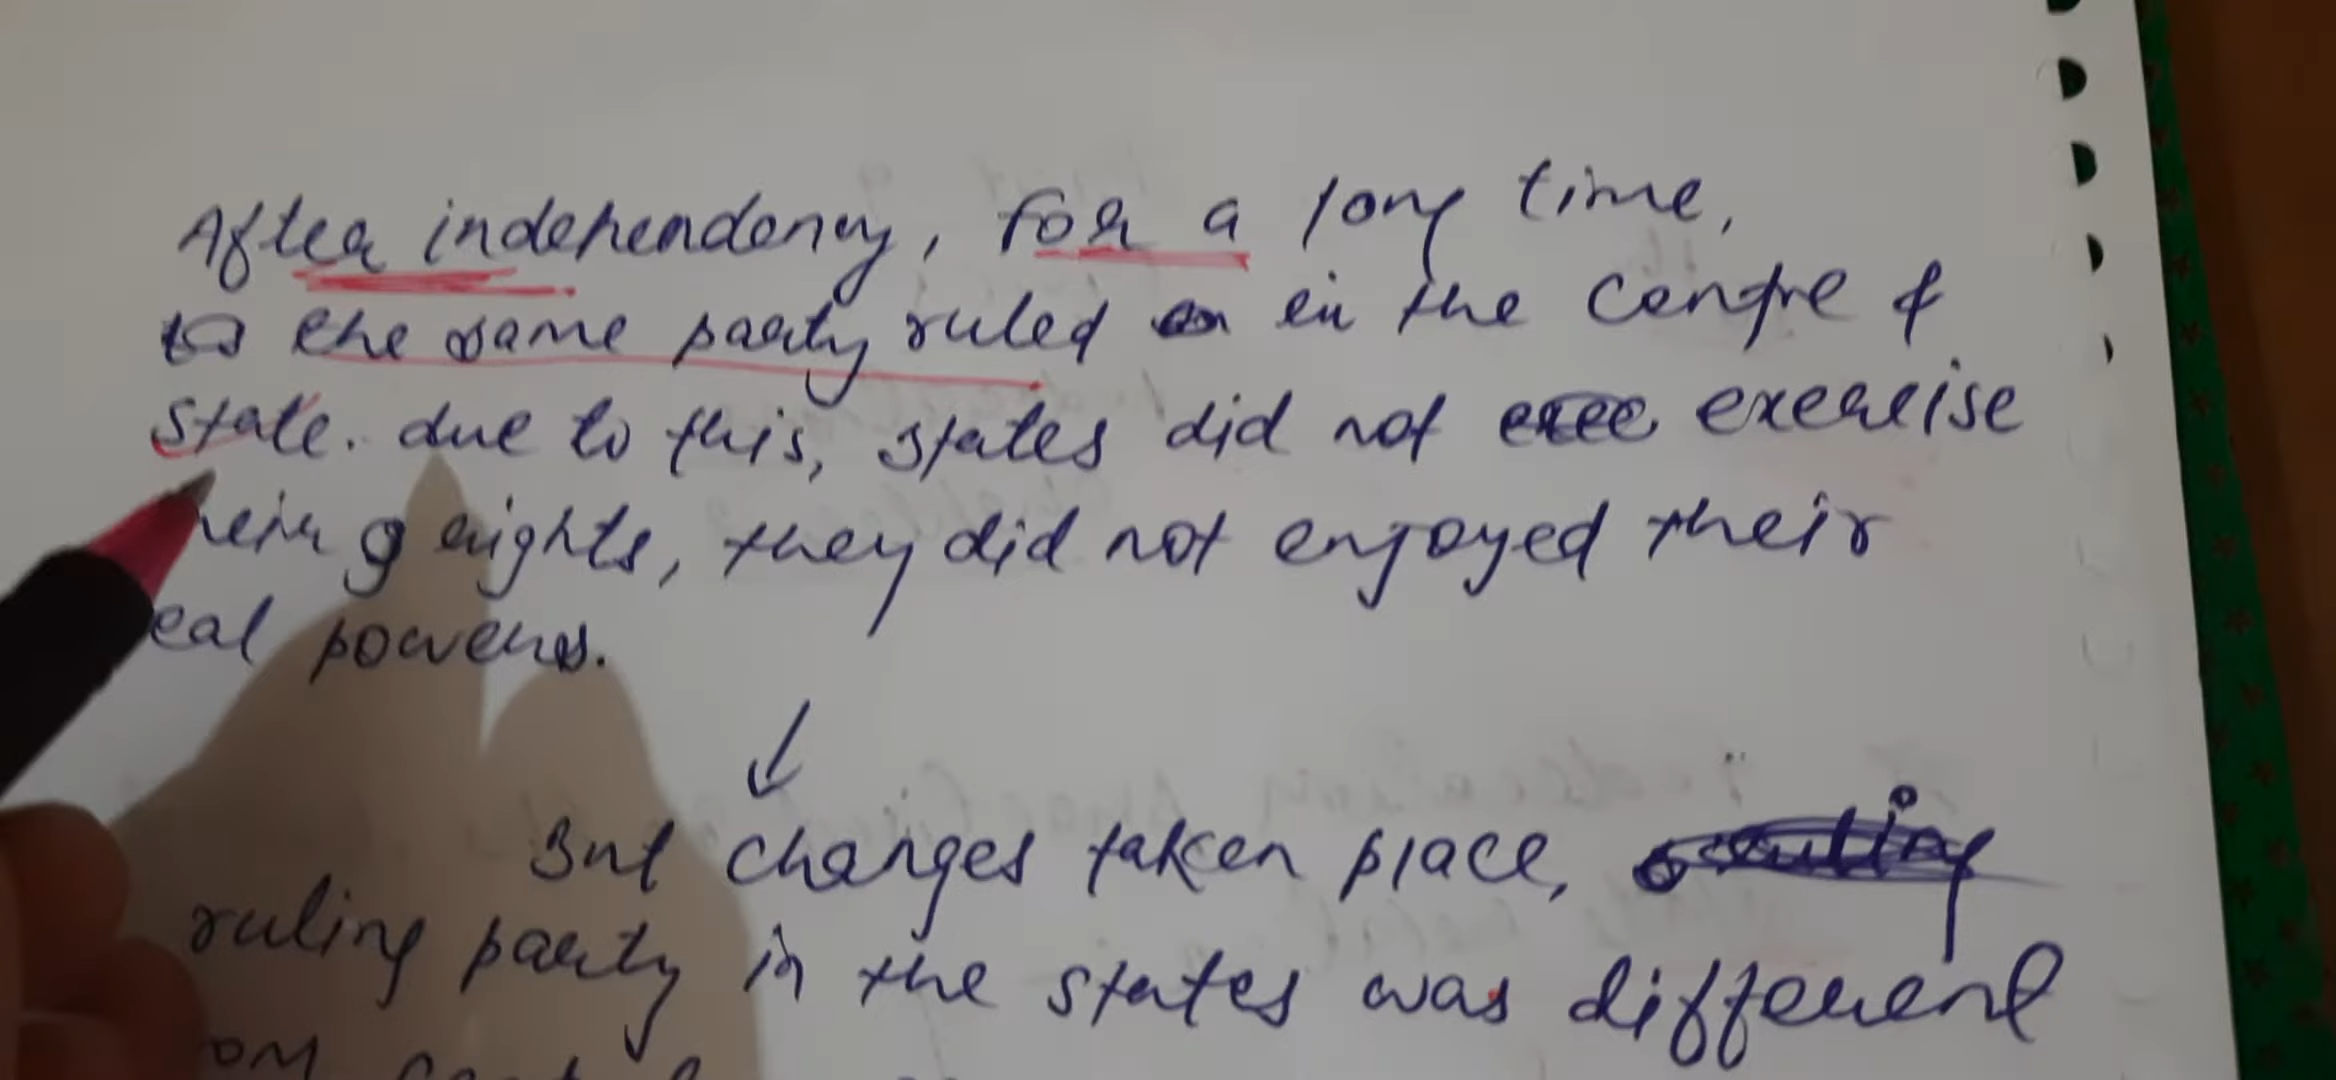 After independency, for a long time,
the same party ruled in the centre &
state. due to this, states did not exercise
their rights, they did not enjoyed their
eal powers.
↓
But changes taken place,
ruling party in the states was different